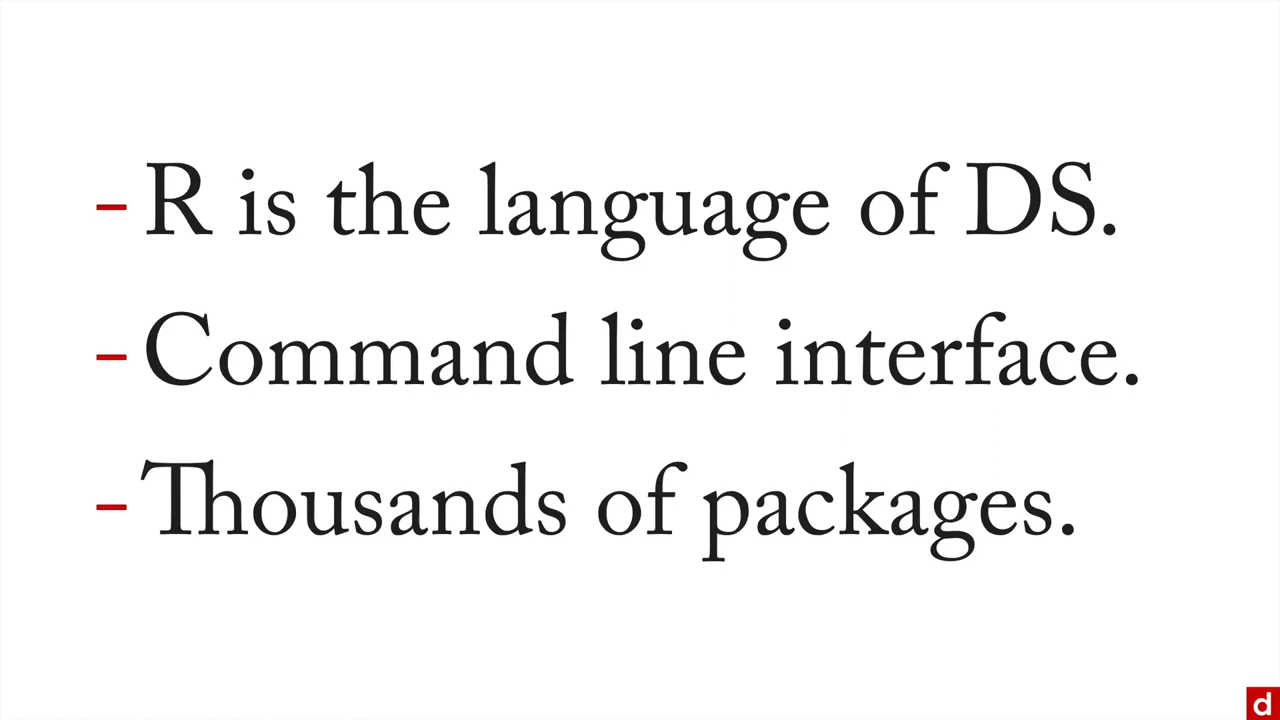 - R is the language of DS.
- Command line interface.
- Thousands of packages.
d